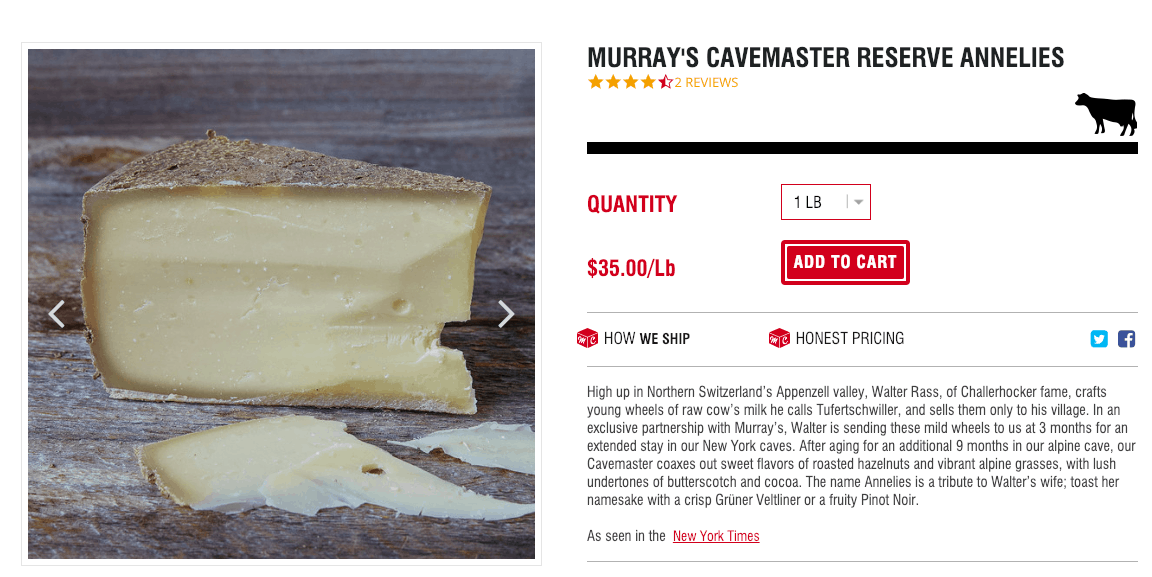 MURRAY'S CAVEMASTER RESERVE ANNELIES
2 REVIEWS
QUANTITY
1 LB
$35.00/Lb
ADD TO CART
HOW WE SHIP
HONEST PRICING
High up in Northern Switzerland's Appenzell valley, Walter Rass, of Challerhocker fame, crafts
young wheels of raw cow's milk he calls Tufertschwiller, and sells them only to his village. In an
exclusive partnership with Murray's, Walter is sending these mild wheels to us at 3 months for an
extended stay in our New York caves. After aging for an additional 9 months in our alpine cave, our
Cavemaster coaxes out sweet flavors of roasted hazelnuts and vibrant alpine grasses, with lush
undertones of butterscotch and cocoa. The name Annelies is a tribute to Walter's wife; toast her
namesake with a crisp Grüner Veltliner or a fruity Pinot Noir.
As seen in the New York Times